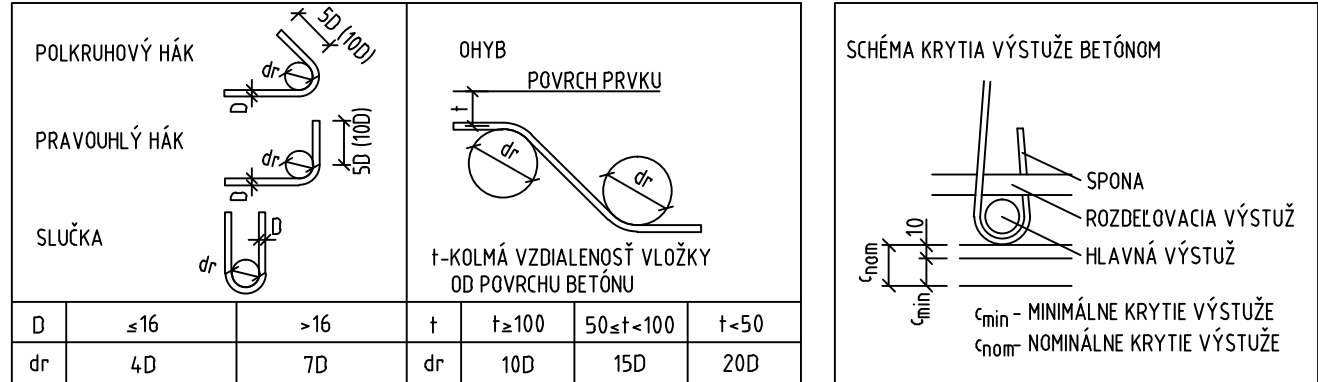 POLKRUHOVÝ HÁK
5D (10D)
dr
D
PRAVOUHLÝ HÁK
5D (10D)
dr
D
SLUČKA
D
dr
OHYB
POVRCH PRVKU
t
dr
dr
t-KOLMÁ VZDIALENOSŤ VLOŽKY
OD POVRCHU BETÓNU
D ≤16 >16 t t≥100 50≤t<100 t<50
dr 4D 7D dr 10D 15D 20D
SCHÉMA KRYTIA VÝSTUŽE BETÓNOM
SPONA
ROZDEĽOVACIA VÝSTUŽ
HLAVNÁ VÝSTUŽ
10
cnom
cmin
cmin - MINIMÁLNE KRYTIE VÝSTUŽE
cnom- NOMINÁLNE KRYTIE VÝSTUŽE